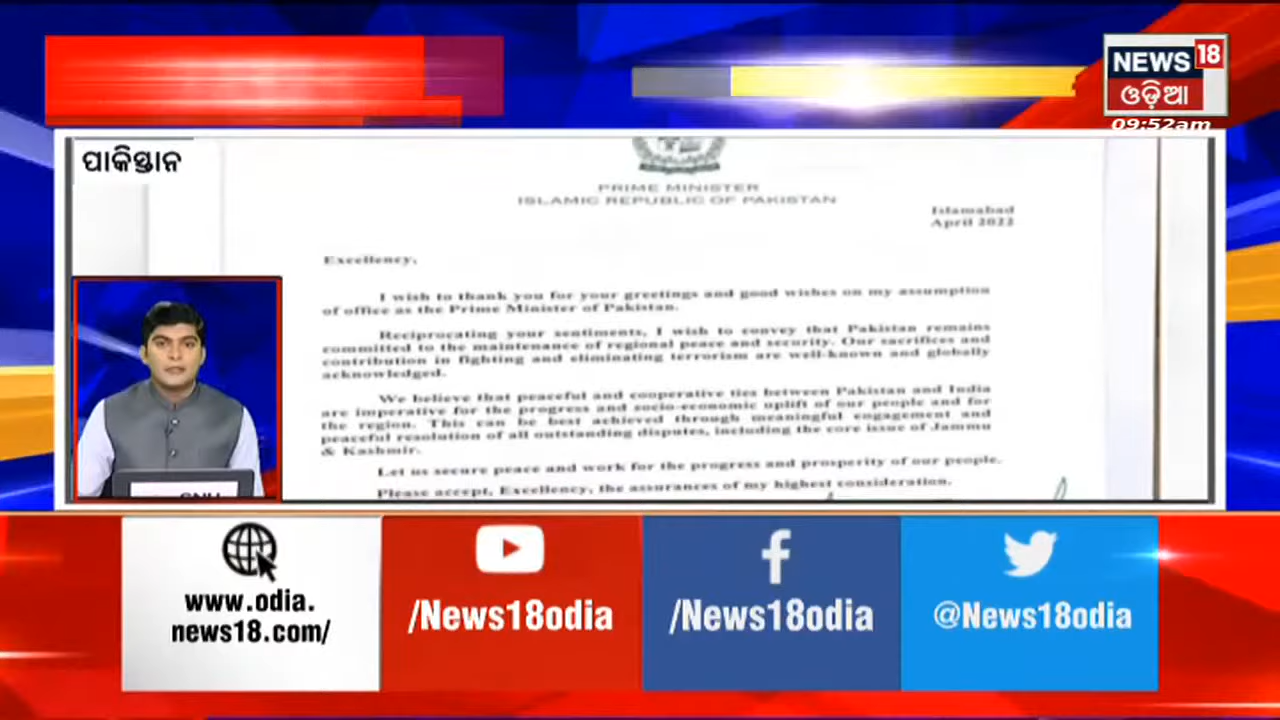 NEWS 18
ଓଡ଼ିଆ
09:52am
ପାକିସ୍ତାନ
PRIME MINISTER
ISLAMIC REPUBLIC OF PAKISTAN
Islamabad
April 2022
Excellency,
I wish to thank you for your greetings and good wishes on my assumption
of office as the Prime Minister of Pakistan.
Reciprocating your sentiments, I wish to convey that Pakistan remains
committed to the maintenance of regional peace and security. Our sacrifices and
contribution in fighting and eliminating terrorism are well-known and globally
acknowledged.
We believe that peaceful and cooperative ties between Pakistan and India
are imperative for the progress and socio-economic uplift of our people and for
the region. This can be best achieved through meaningful engagement and
peaceful resolution of all outstanding disputes, including the core issue of Jammu
& Kashmir.
Let us secure peace and work for the progress and prosperity of our people.
Please accept, Excellency, the assurances of my highest consideration.
www.odia.
news18.com/
/News18odia
/News18odia
@News18odia